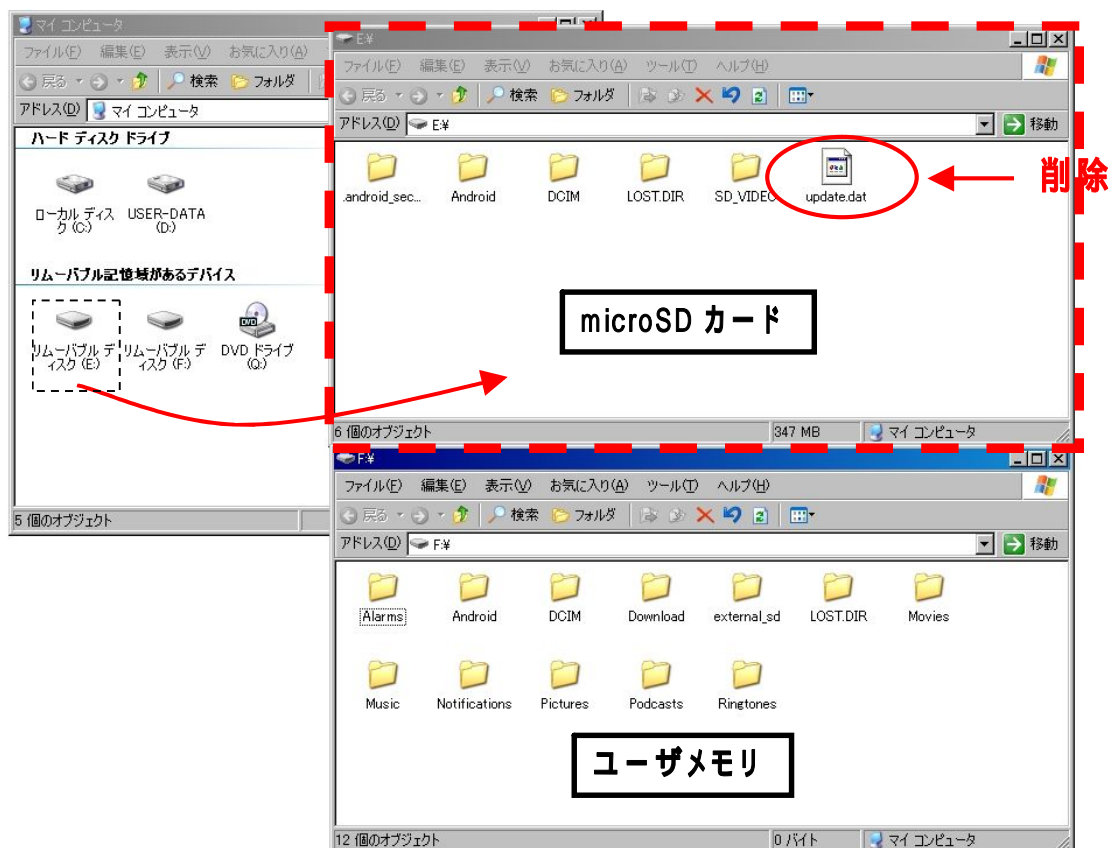 マイ コンピュータ
ファイル(F) 編集(E) 表示(V) お気に入り(A)
戻る 検索 フォルダ
アドレス(D) マイ コンピュータ
ハード ディスク ドライブ
ローカル ディス
ク (C:)
USER-DATA
(D:)
リムーバブル記憶域があるデバイス
リムーバブル デ
ィスク (E:)
リムーバブル デ
ィスク (F:)
DVD ドライブ
(Q:)
5 個のオブジェクト
E:¥
ファイル(F) 編集(E) 表示(V) お気に入り(A) ツール(T) ヘルプ(H)
戻る 検索 フォルダ
アドレス(D) E:¥ 移動
.android_sec... Android DCIM LOST.DIR SD_VIDEO update.dat
削除
microSD カード
6 個のオブジェクト 347 MB マイ コンピュータ
F:¥
ファイル(F) 編集(E) 表示(V) お気に入り(A) ツール(T) ヘルプ(H)
戻る 検索 フォルダ
アドレス(D) F:¥ 移動
Alarms Android DCIM Download external_sd LOST.DIR Movies
Music Notifications Pictures Podcasts Ringtones
ユーザメモリ
12 個のオブジェクト 0 バイト マイ コンピュータ